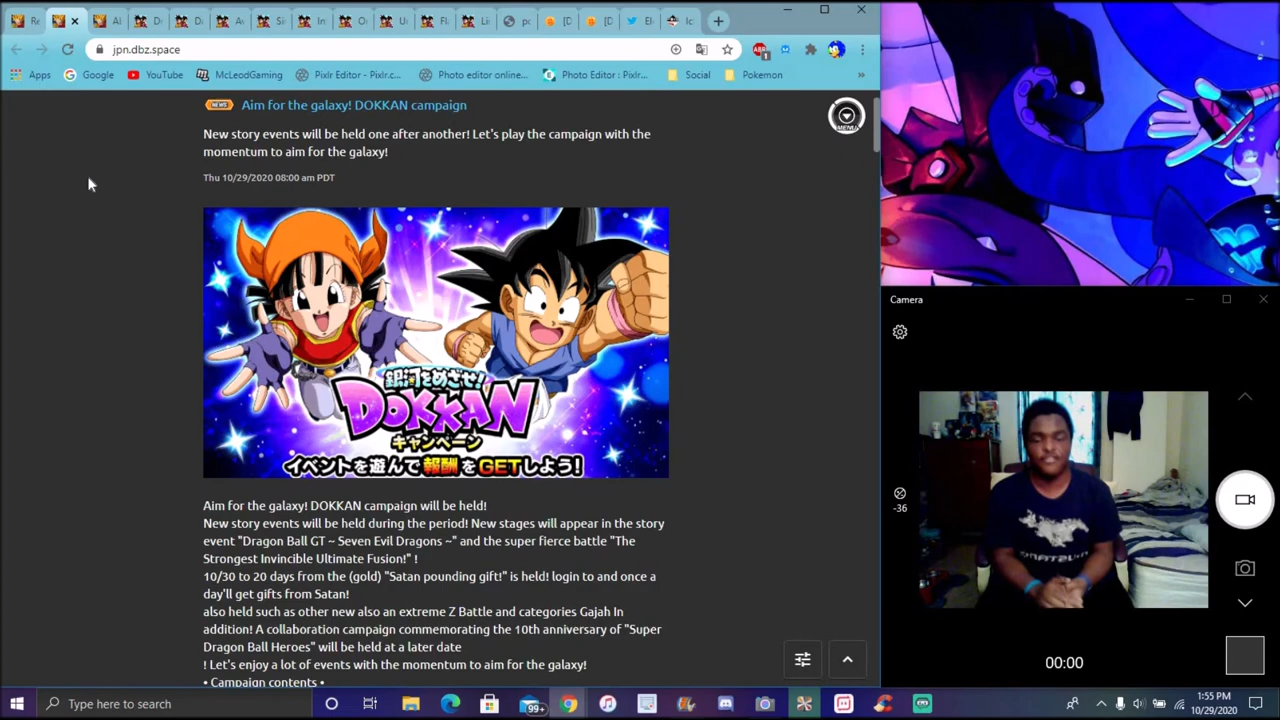 jpn.dbz.space
Apps
Google
YouTube
McLeodGaming
Pixlr Editor - Pixlr.c...
Photo editor online...
Photo Editor : Pixlr...
Social
Pokemon
»
NEWS
Aim for the galaxy! DOKKAN campaign
MENU
New story events will be held one after another! Let's play the campaign with the
momentum to aim for the galaxy!
Thu 10/29/2020 08:00 am PDT
銀河をめざせ!
DOKKAN
キャンペーン
イベントを遊んで報酬をGETしよう!
Aim for the galaxy! DOKKAN campaign will be held!
New story events will be held during the period! New stages will appear in the story
event "Dragon Ball GT ~ Seven Evil Dragons ~" and the super fierce battle "The
Strongest Invincible Ultimate Fusion!" !
10/30 to 20 days from the (gold) "Satan pounding gift!" is held! login to and once a
day'll get gifts from Satan!
also held such as other new also an extreme Z Battle and categories Gajah In
addition! A collaboration campaign commemorating the 10th anniversary of "Super
Dragon Ball Heroes" will be held at a later date
! Let's enjoy a lot of events with the momentum to aim for the galaxy!
• Campaign contents •
Camera
-36
00:00
Type here to search
99+
1:55 PM
10/29/2020